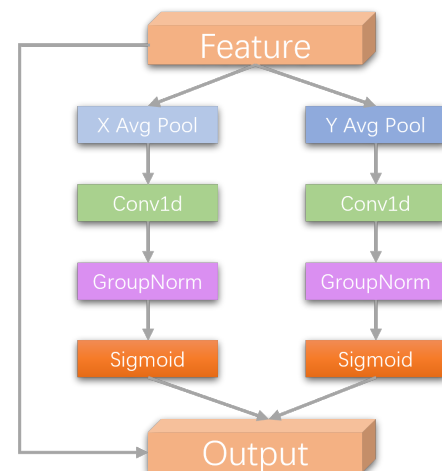 Feature
X Avg Pool
Y Avg Pool
Conv1d
Conv1d
GroupNorm
GroupNorm
Sigmoid
Sigmoid
Output